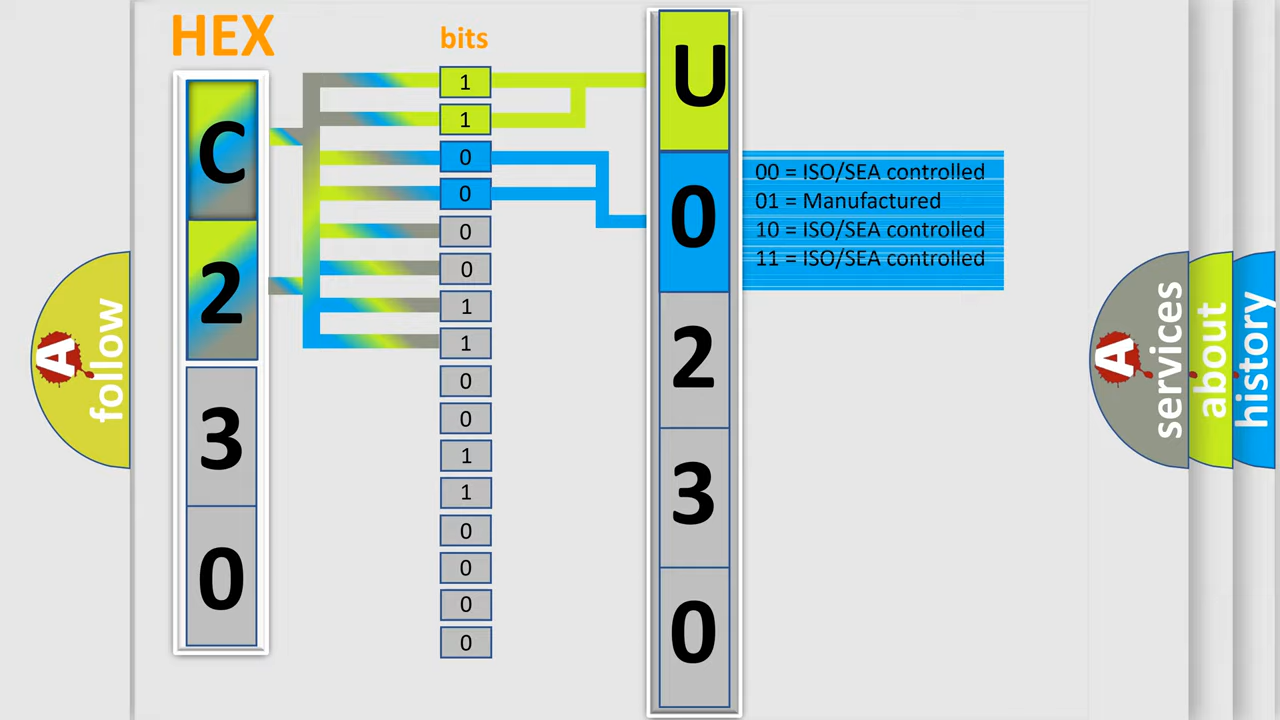 HEX
bits
C
2
3
0
1
1
0
0
0
0
1
1
0
0
1
1
0
0
0
0
U
0
2
3
0
00 = ISO/SEA controlled
01 = Manufactured
10 = ISO/SEA controlled
11 = ISO/SEA controlled
A
follow
A
services
about
history